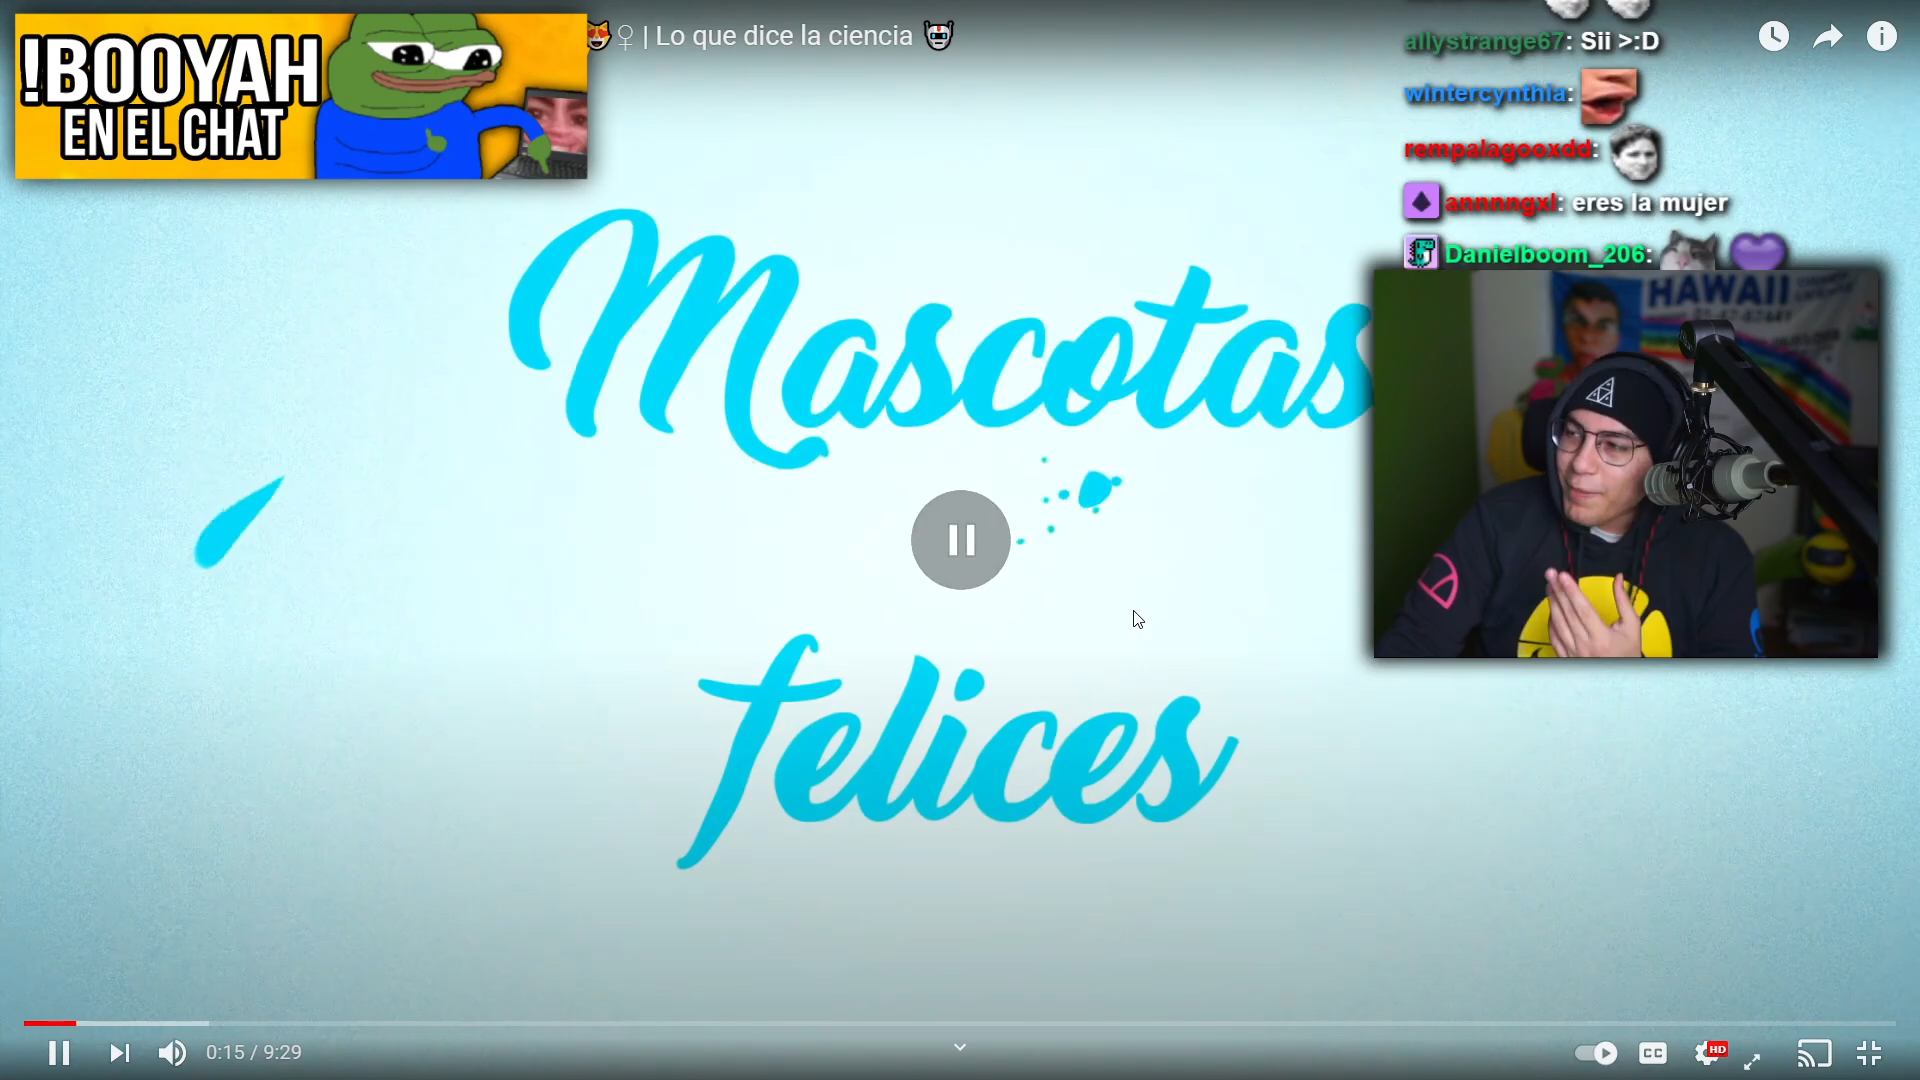 !BOOYAH
EN EL CHAT
😻♀ | Lo que dice la ciencia 🤖
allystrange67: Sii >:D
wintercynthia:
rempalagooxdd:
annnngxl: eres la mujer
Danielboom_206:
HAWAII
Mascotas
felices
0:15 / 9:29
CC
HD